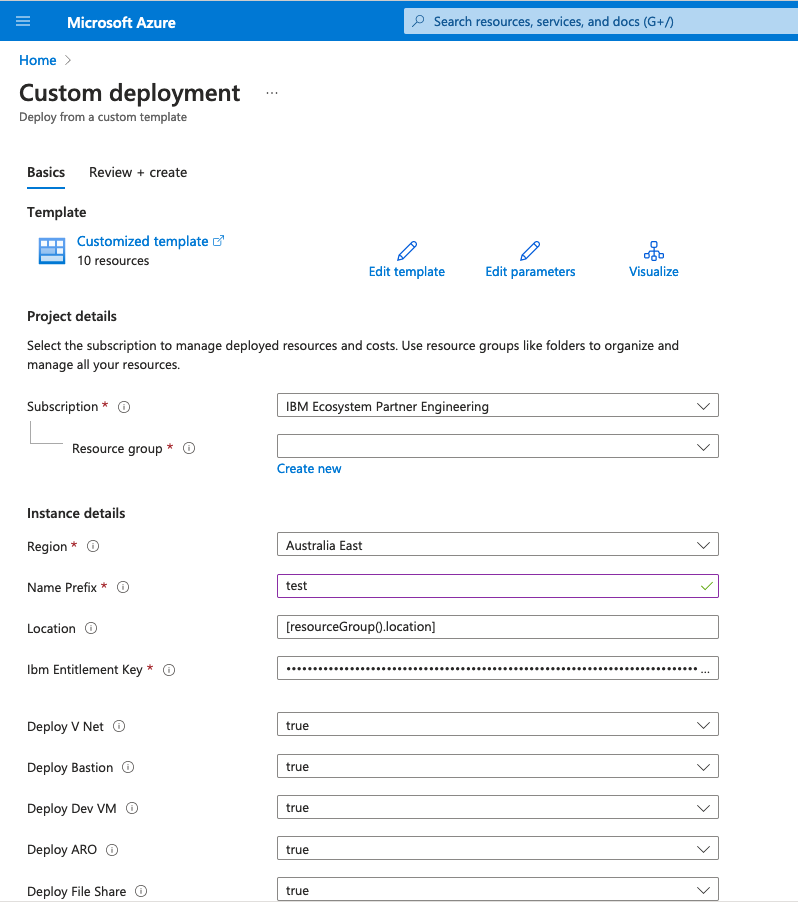 Microsoft Azure
Search resources, services, and docs (G+/)
Home
Custom deployment
...
Deploy from a custom template
Basics
Review + create
Template
Customized template
10 resources
Edit template
Edit parameters
Visualize
Project details
Select the subscription to manage deployed resources and costs. Use resource groups like folders to organize and
manage all your resources.
Subscription *
IBM Ecosystem Partner Engineering
Resource group *
Create new
Instance details
Region *
Australia East
Name Prefix *
test
Location
[resourceGroup().location]
Ibm Entitlement Key *
Deploy V Net
true
Deploy Bastion
true
Deploy Dev VM
true
Deploy ARO
true
Deploy File Share
true